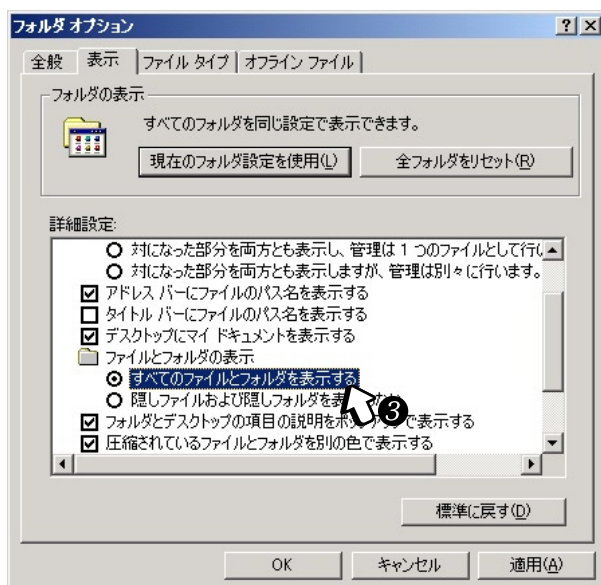 フォルダ オプション
全般 表示 ファイル タイプ オフライン ファイル
フォルダの表示
すべてのフォルダを同じ設定で表示できます。
現在のフォルダ設定を使用(L) 全フォルダをリセット(R)
詳細設定:
対になった部分を両方とも表示し、管理は 1 つのファイルとして行い
対になった部分を両方とも表示しますが、管理は別々に行います。
アドレス バーにファイルのパス名を表示する
タイトル バーにファイルのパス名を表示する
デスクトップにマイ ドキュメントを表示する
ファイルとフォルダの表示
すべてのファイルとフォルダを表示する
隠しファイルおよび隠しフォルダを表
3
フォルダとデスクトップの項目の説明をポップアップで表示する
圧縮されているファイルとフォルダを別の色で表示する
標準に戻す(D)
OK キャンセル 適用(A)